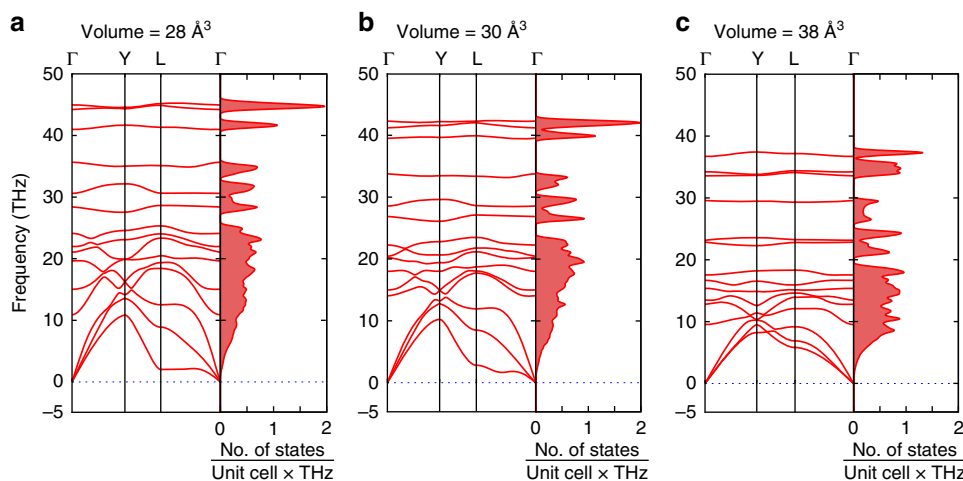 a
Volume = 28 Å3
Γ Y L Γ
50
40
30
20
10
0
−5
Frequency (THz)
0 1 2
No. of states
Unit cell × THz
b
Volume = 30 Å3
Γ Y L Γ
50
40
30
20
10
0
−5
0 1 2
No. of states
Unit cell × THz
c
Volume = 38 Å3
Γ Y L Γ
50
40
30
20
10
0
−5
0 1 2
No. of states
Unit cell × THz